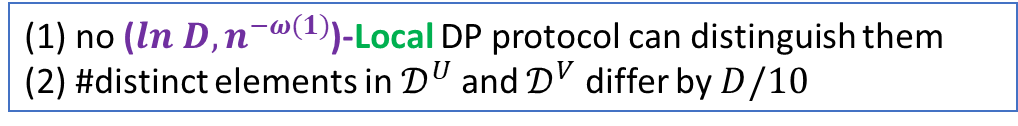 (1) no (ln D, n^{-ω(1)})-Local DP protocol can distinguish them
(2) #distinct elements in 𝒟^U and 𝒟^V differ by D/10